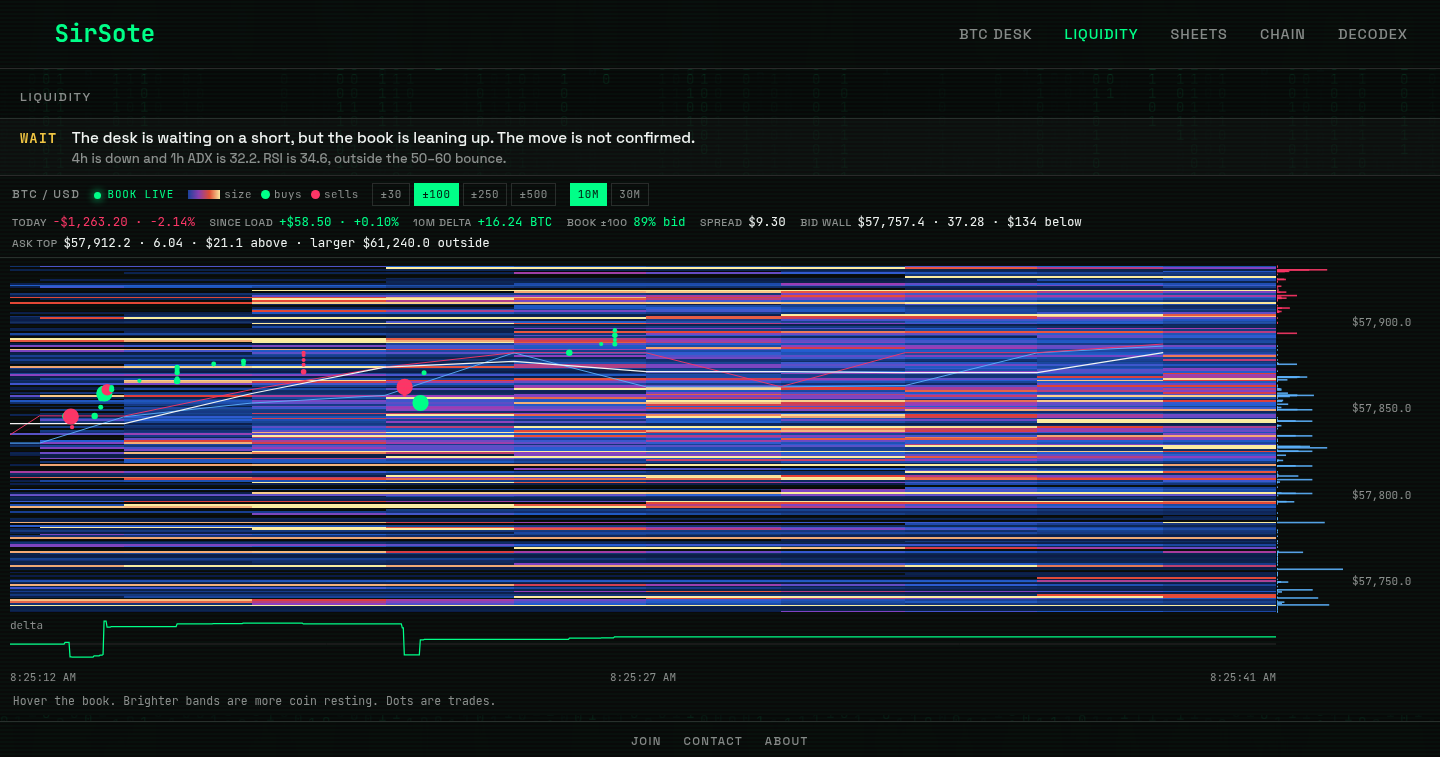 SirSote
BTC DESK LIQUIDITY SHEETS CHAIN DECODEX
LIQUIDITY
WAIT The desk is waiting on a short, but the book is leaning up. The move is not confirmed.
4h is down and 1h ADX is 32.2. RSI is 34.6, outside the 50–60 bounce.
BTC / USD BOOK LIVE size buys sells ±30 ±100 ±250 ±500 10M 30M
TODAY -$1,263.20 · -2.14% SINCE LOAD +$58.50 · +0.10% 10M DELTA +16.24 BTC BOOK ±100 89% bid SPREAD $9.30 BID WALL $57,757.4 · 37.28 · $134 below
ASK TOP $57,912.2 · 6.04 · $21.1 above · larger $61,240.0 outside
$57,900.0
$57,850.0
$57,800.0
$57,750.0
delta
8:25:12 AM 8:25:27 AM 8:25:41 AM
Hover the book. Brighter bands are more coin resting. Dots are trades.
JOIN CONTACT ABOUT